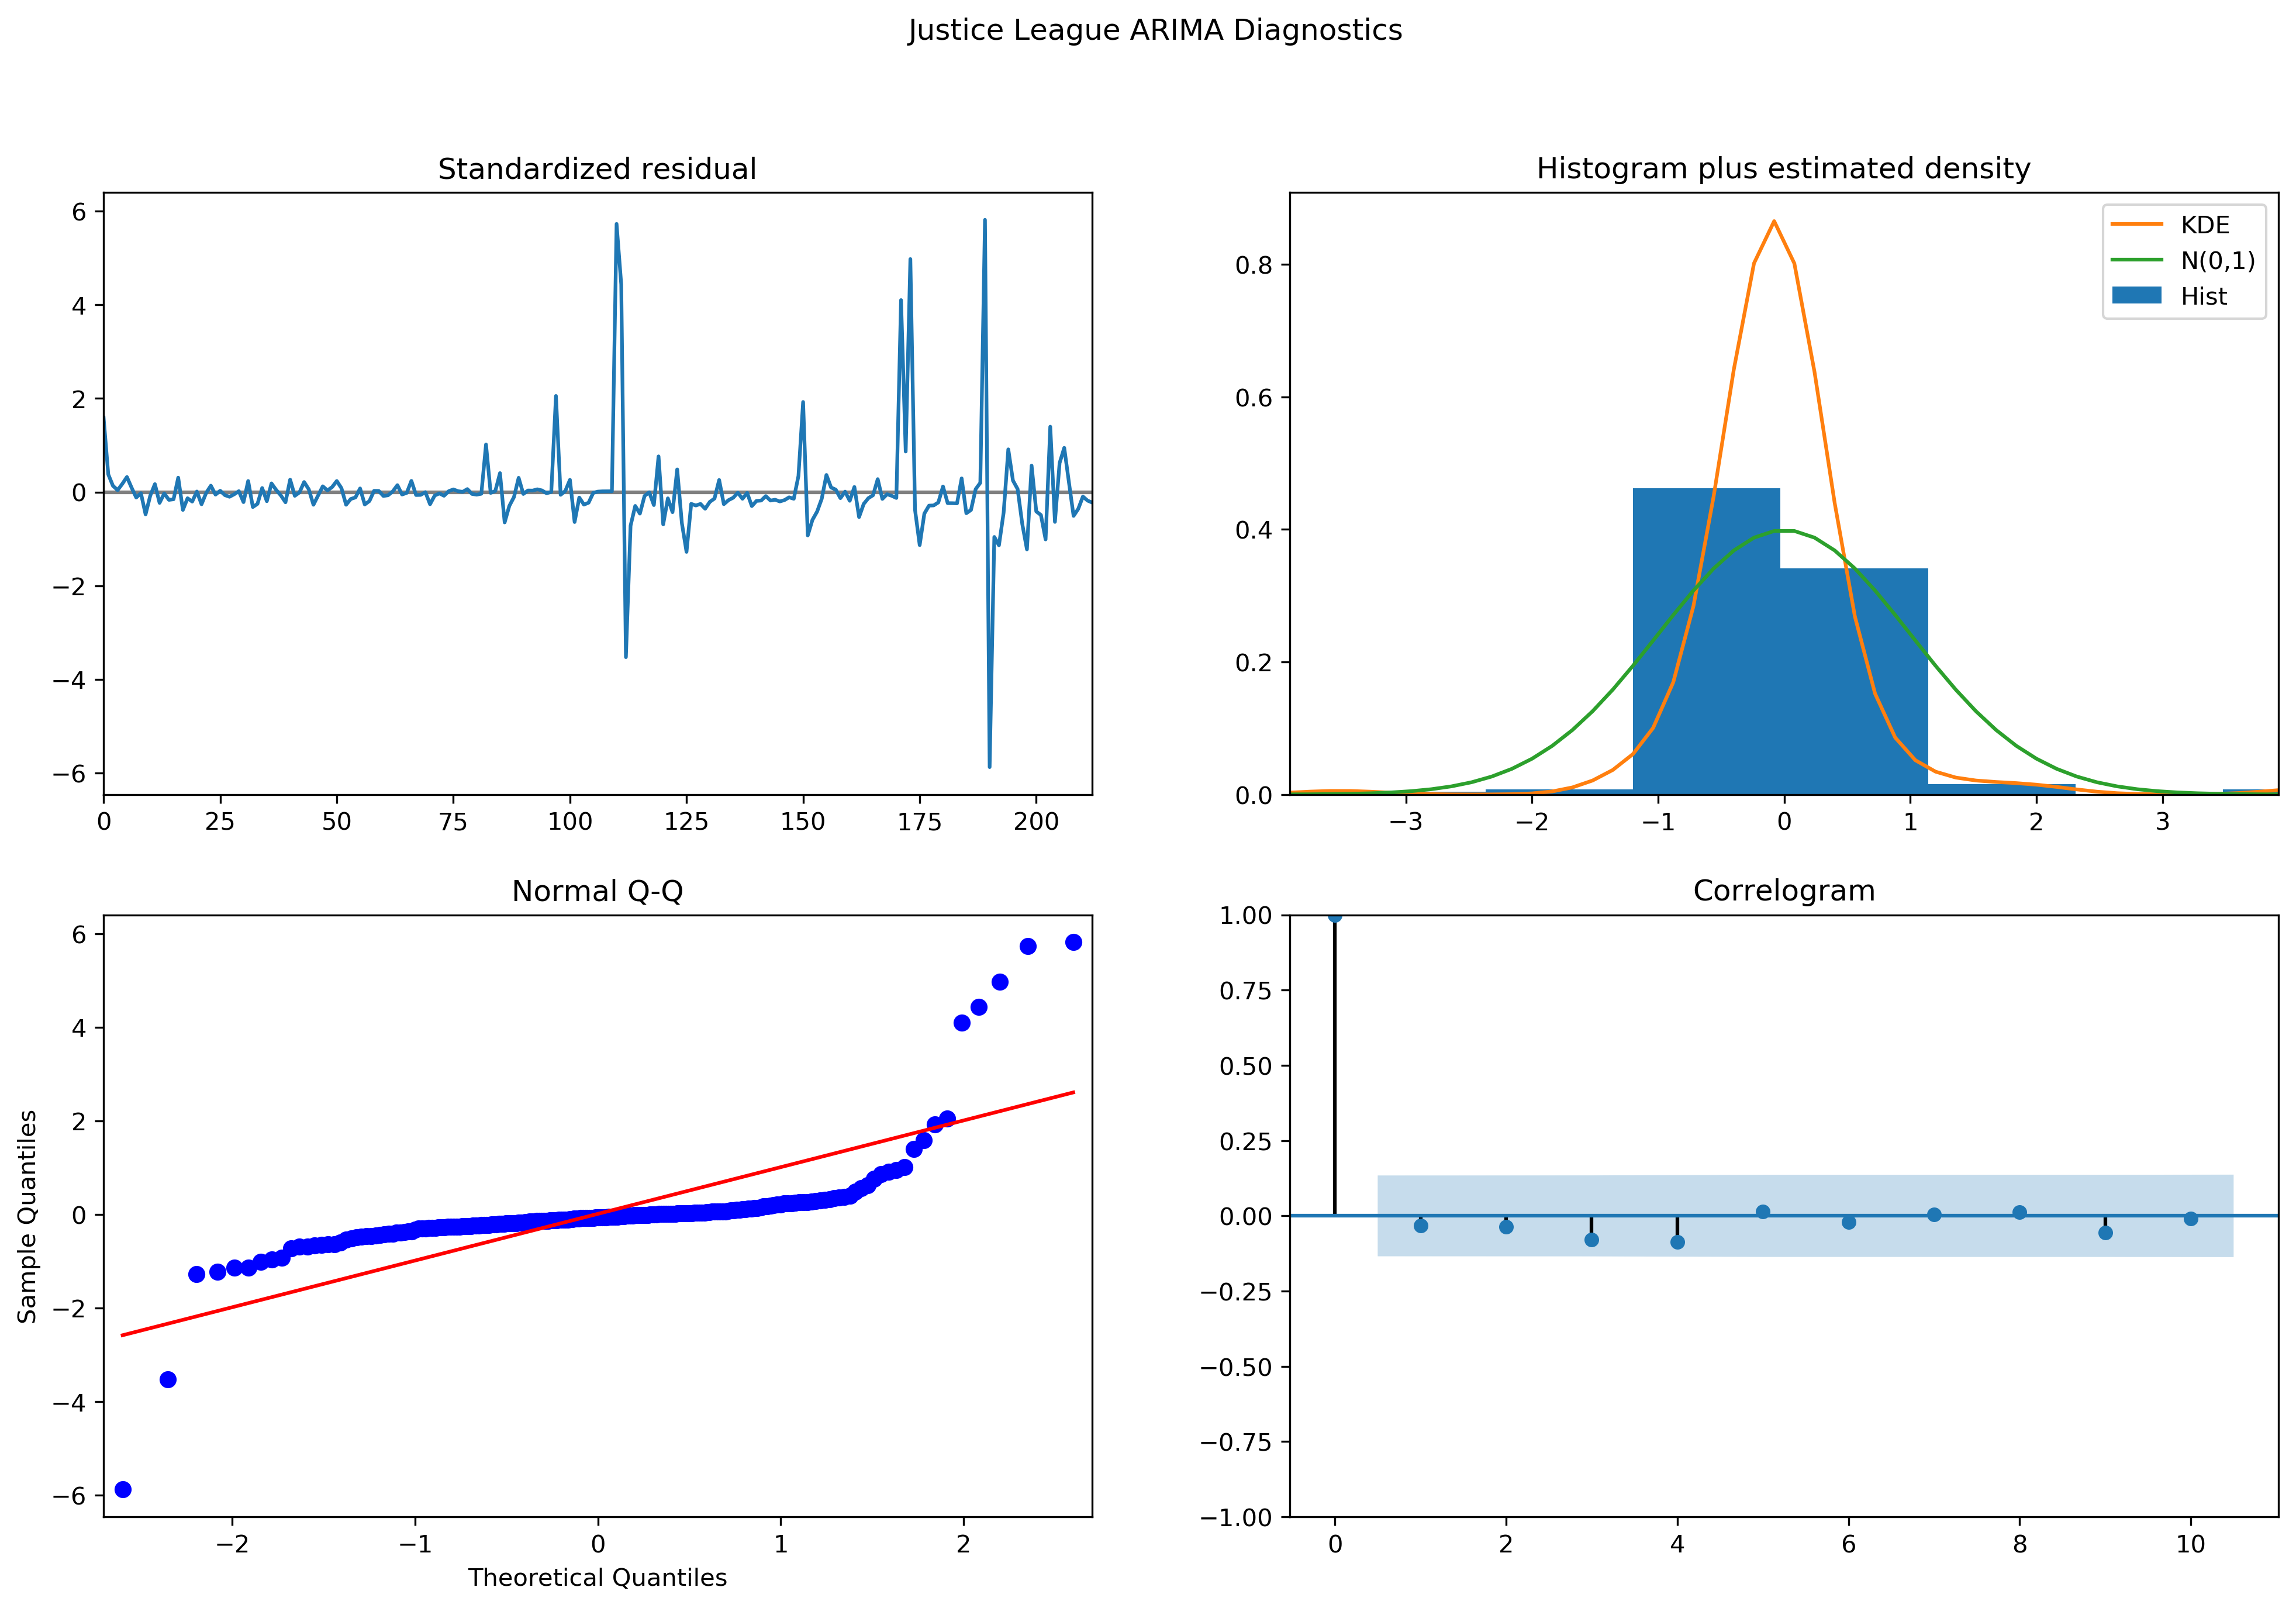 Justice League ARIMA Diagnostics
Standardized residual
6
4
2
0
−2
−4
−6
0 25 50 75 100 125 150 175 200
Histogram plus estimated density
KDE
N(0,1)
Hist
0.8
0.6
0.4
0.2
0.0
−3 −2 −1 0 1 2 3
Normal Q-Q
Sample Quantiles
6
4
2
0
−2
−4
−6
−2 −1 0 1 2
Theoretical Quantiles
Correlogram
1.00
0.75
0.50
0.25
0.00
−0.25
−0.50
−0.75
−1.00
0 2 4 6 8 10